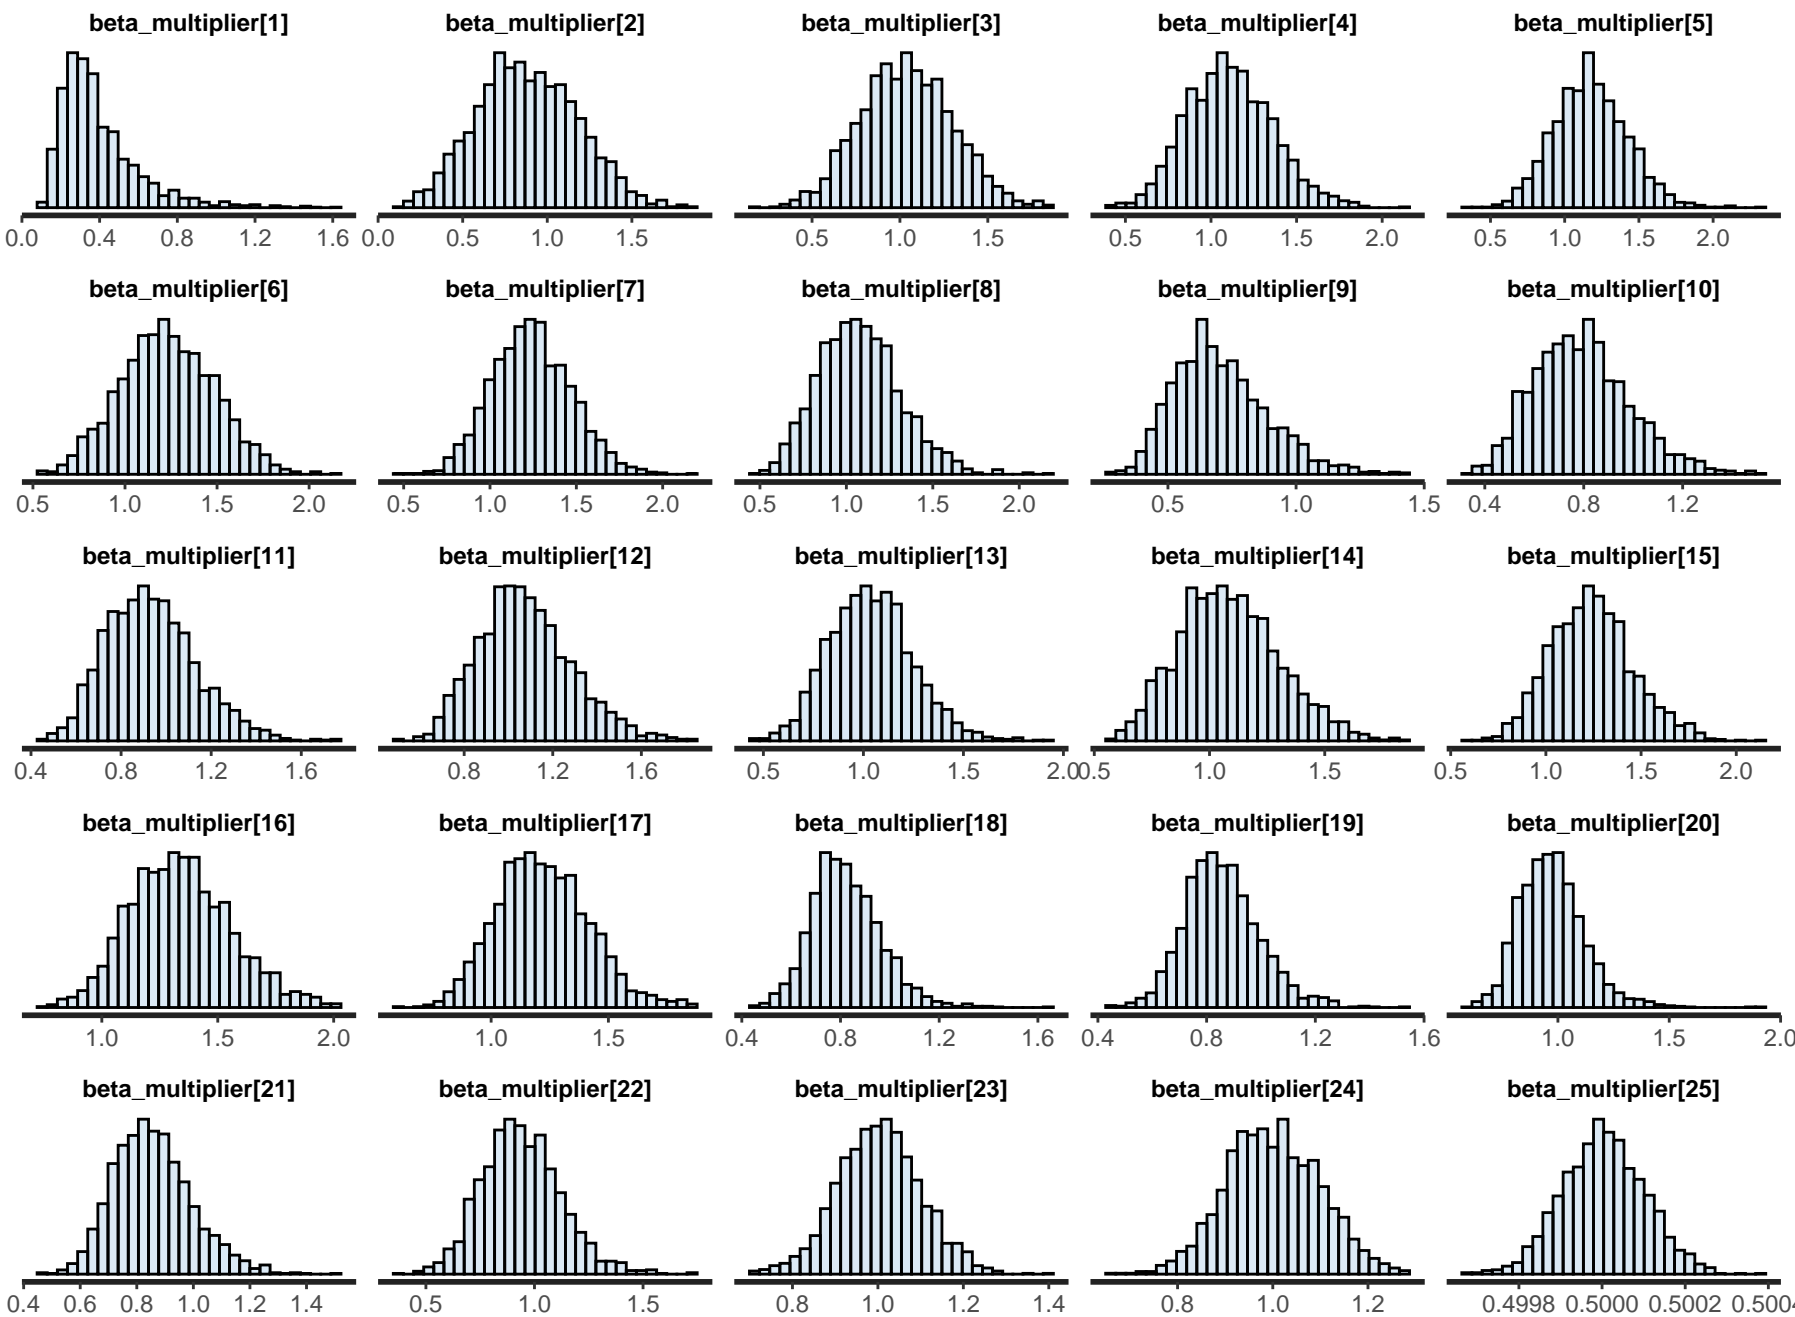 beta_multiplier[1] beta_multiplier[2] beta_multiplier[3] beta_multiplier[4] beta_multiplier[5]
0.0 0.4 0.8 1.2 1.6 0.0 0.5 1.0 1.5 0.5 1.0 1.5 0.5 1.0 1.5 2.0 0.5 1.0 1.5 2.0
beta_multiplier[6] beta_multiplier[7] beta_multiplier[8] beta_multiplier[9] beta_multiplier[10]
0.5 1.0 1.5 2.0 0.5 1.0 1.5 2.0 0.5 1.0 1.5 2.0 0.5 1.0 1.5 0.4 0.8 1.2
beta_multiplier[11] beta_multiplier[12] beta_multiplier[13] beta_multiplier[14] beta_multiplier[15]
0.4 0.8 1.2 1.6 0.8 1.2 1.6 0.5 1.0 1.5 2.0 0.5 1.0 1.5 0.5 1.0 1.5 2.0
beta_multiplier[16] beta_multiplier[17] beta_multiplier[18] beta_multiplier[19] beta_multiplier[20]
1.0 1.5 2.0 1.0 1.5 0.4 0.8 1.2 1.6 0.4 0.8 1.2 1.6 1.0 1.5 2.0
beta_multiplier[21] beta_multiplier[22] beta_multiplier[23] beta_multiplier[24] beta_multiplier[25]
0.4 0.6 0.8 1.0 1.2 1.4 0.5 1.0 1.5 0.8 1.0 1.2 1.4 0.8 1.0 1.2 0.4998 0.5000 0.5002 0.5004